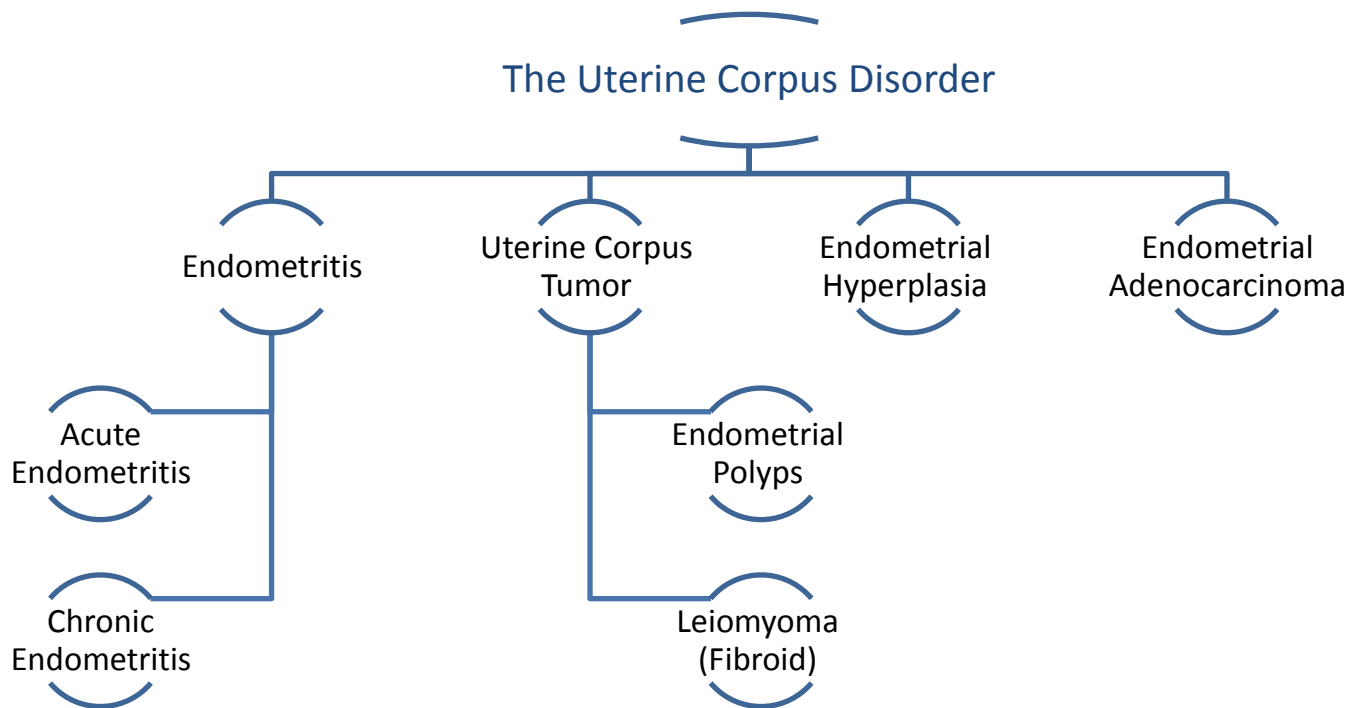 The Uterine Corpus Disorder
Endometritis
Uterine Corpus
Tumor
Endometrial
Hyperplasia
Endometrial
Adenocarcinoma
Acute
Endometritis
Endometrial
Polyps
Chronic
Endometritis
Leiomyoma
(Fibroid)